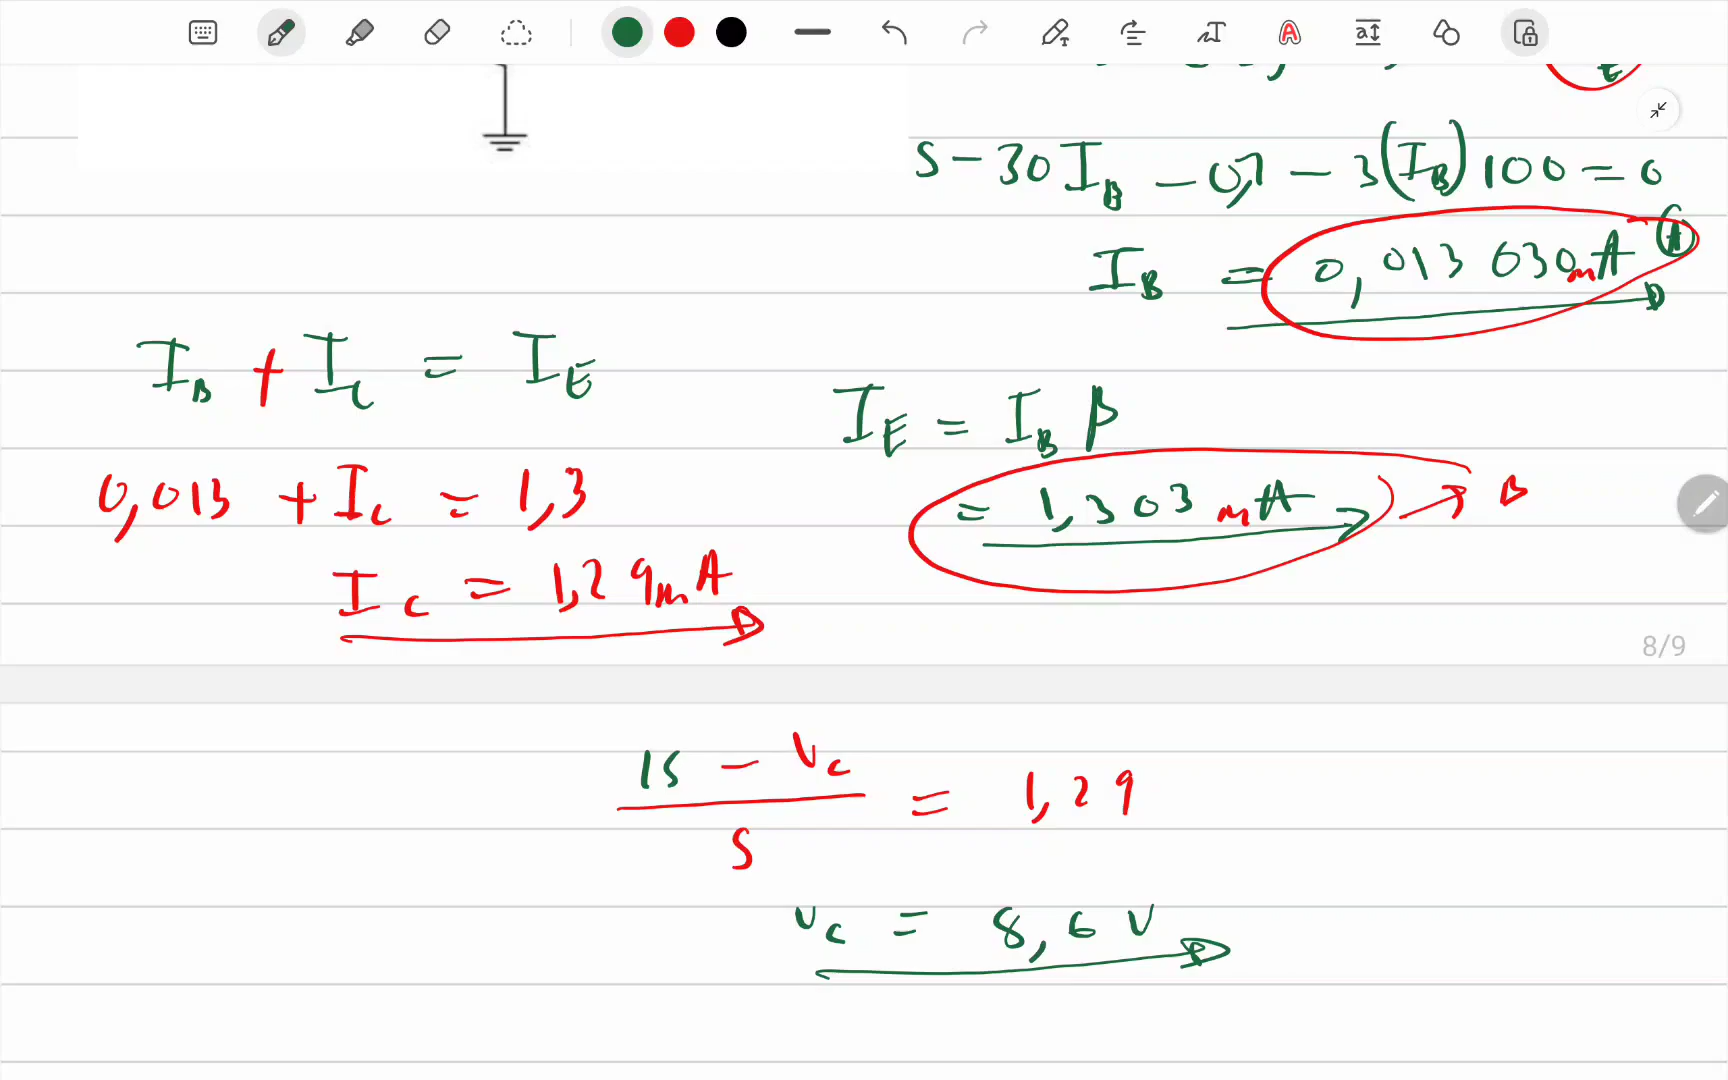 5 - 30 I_B - 0,7 - 3(I_B) 100 = 0
I_B = 0,013 030 mA A
I_B + I_C = I_E
I_E = I_B β
0,013 + I_C = 1,3
= 1,303 mA → B
I_C = 1,29 mA
8/9
15 - V_C
= 1,29
5
V_C = 8,6 V